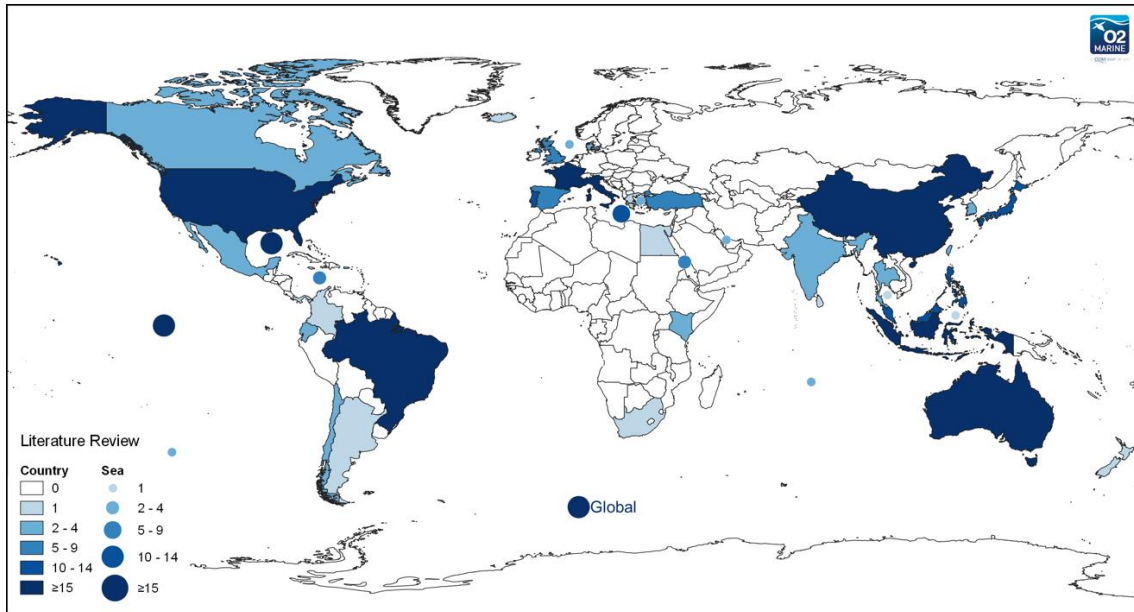 O2
MARINE
Literature Review
Country Sea
0 1
1 2 - 4
2 - 4 5 - 9
5 - 9 10 - 14
10 - 14 ≥15
≥15
Global